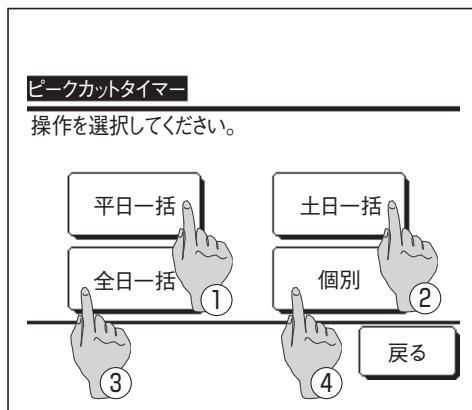 ピークカットタイマー
操作を選択してください。
平日一括
土日一括
①
②
全日一括
個別
③
④
戻る